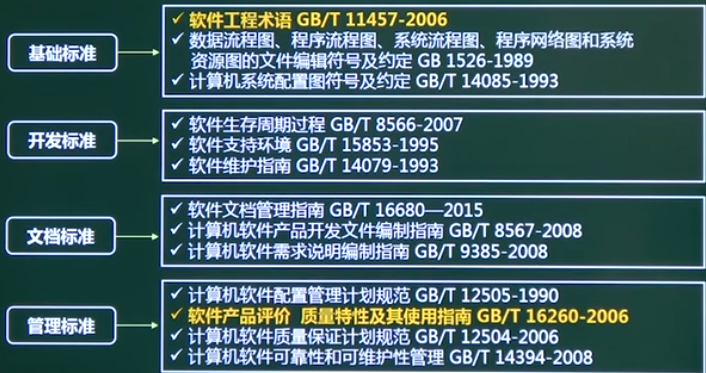 基础标准
✓ 软件工程术语 GB/T 11457-2006
✓ 数据流程图、程序流程图、系统流程图、程序网络图和系统
资源图的文件编辑符号及约定 GB 1526-1989
✓ 计算机系统配置图符号及约定 GB/T 14085-1993
开发标准
✓ 软件生存周期过程 GB/T 8566-2007
✓ 软件支持环境 GB/T 15853-1995
✓ 软件维护指南 GB/T 14079-1993
文档标准
✓ 软件文档管理指南 GB/T 16680—2015
✓ 计算机软件产品开发文件编制指南 GB/T 8567-2008
✓ 计算机软件需求说明编制指南 GB/T 9385-2008
管理标准
✓ 计算机软件配置管理计划规范 GB/T 12505-1990
✓ 软件产品评价 质量特性及其使用指南 GB/T 16260-2006
✓ 计算机软件质量保证计划规范 GB/T 12504-2006
✓ 计算机软件可靠性和可维护性管理 GB/T 14394-2008